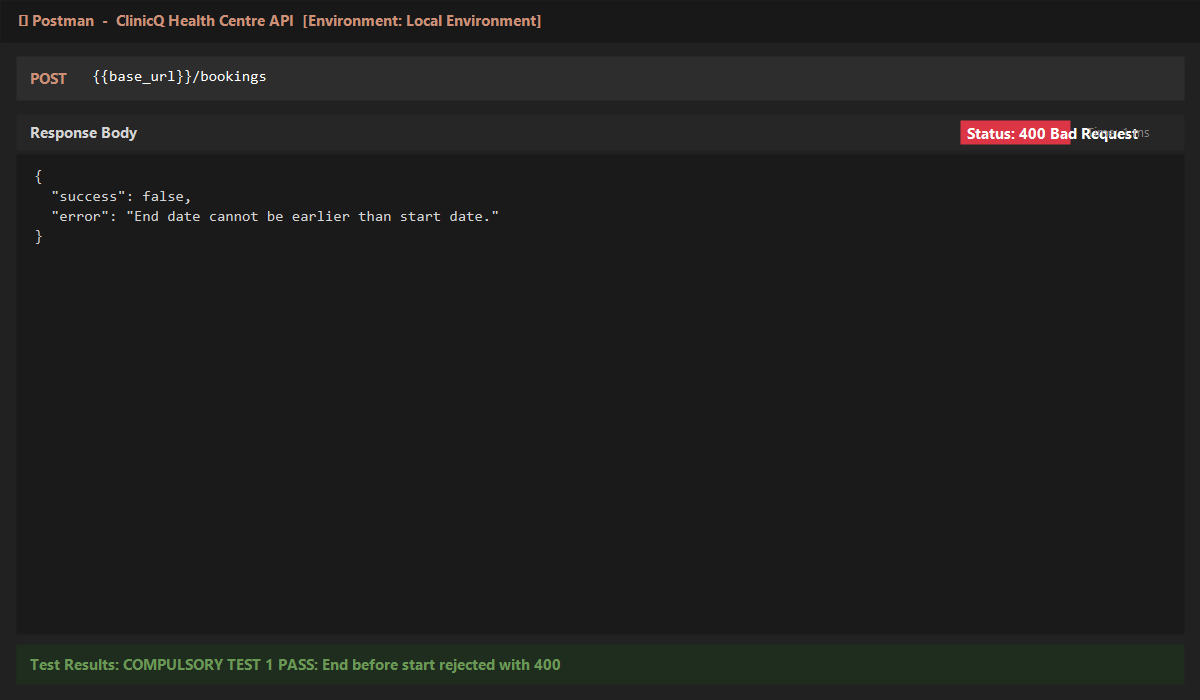 Postman - ClinicQ Health Centre API [Environment: Local Environment]
POST {{base_url}}/bookings
Response Body
Status: 400 Bad Request ms
{
"success": false,
"error": "End date cannot be earlier than start date."
}
Test Results: COMPULSORY TEST 1 PASS: End before start rejected with 400